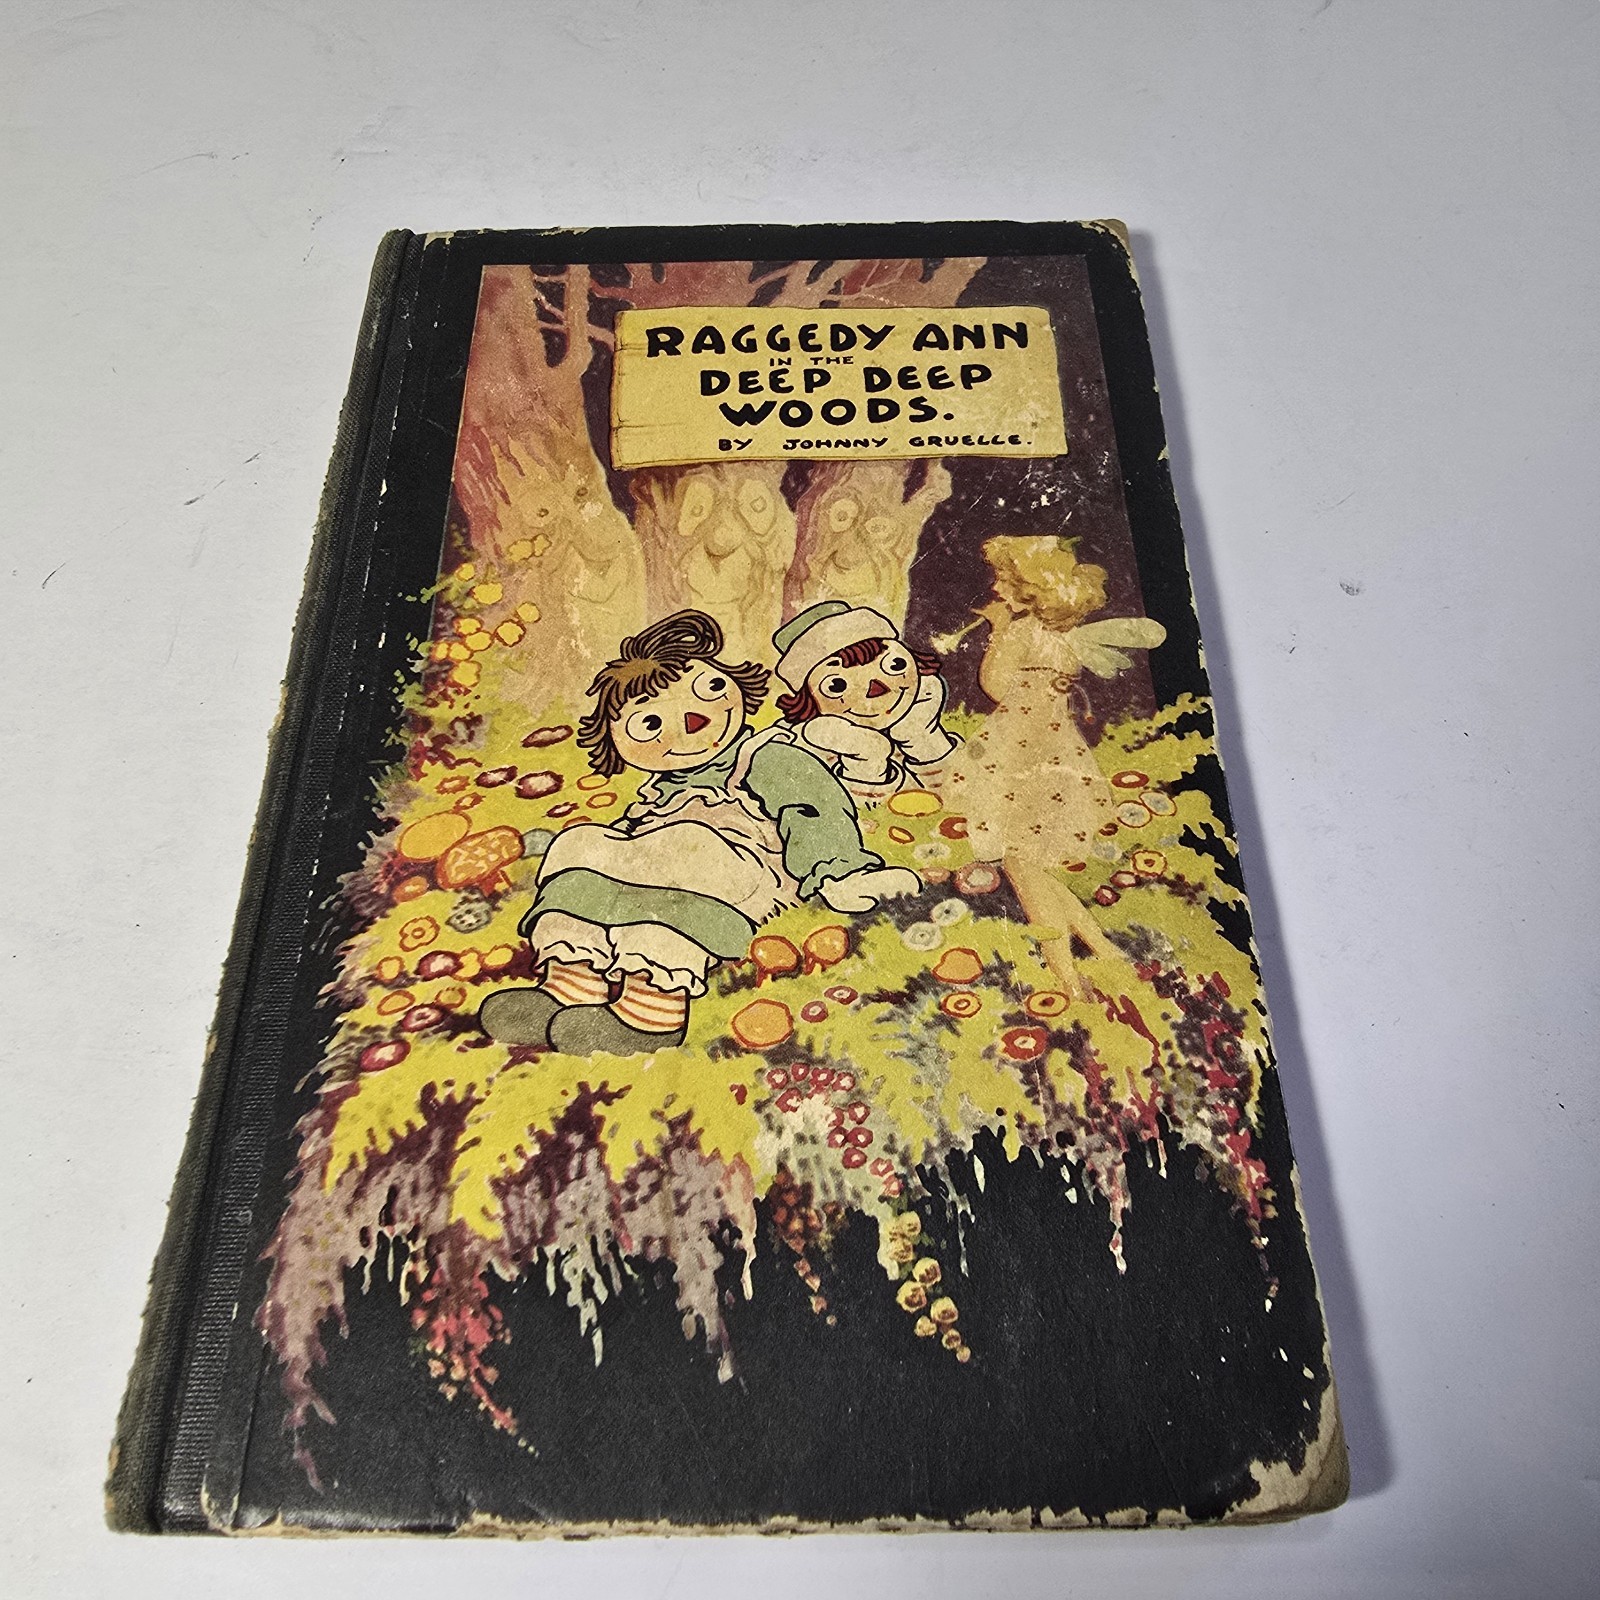 RAGGEDY ANN
IN THE
DEEP DEEP
WOODS.
BY JOHNNY GRUELLE.